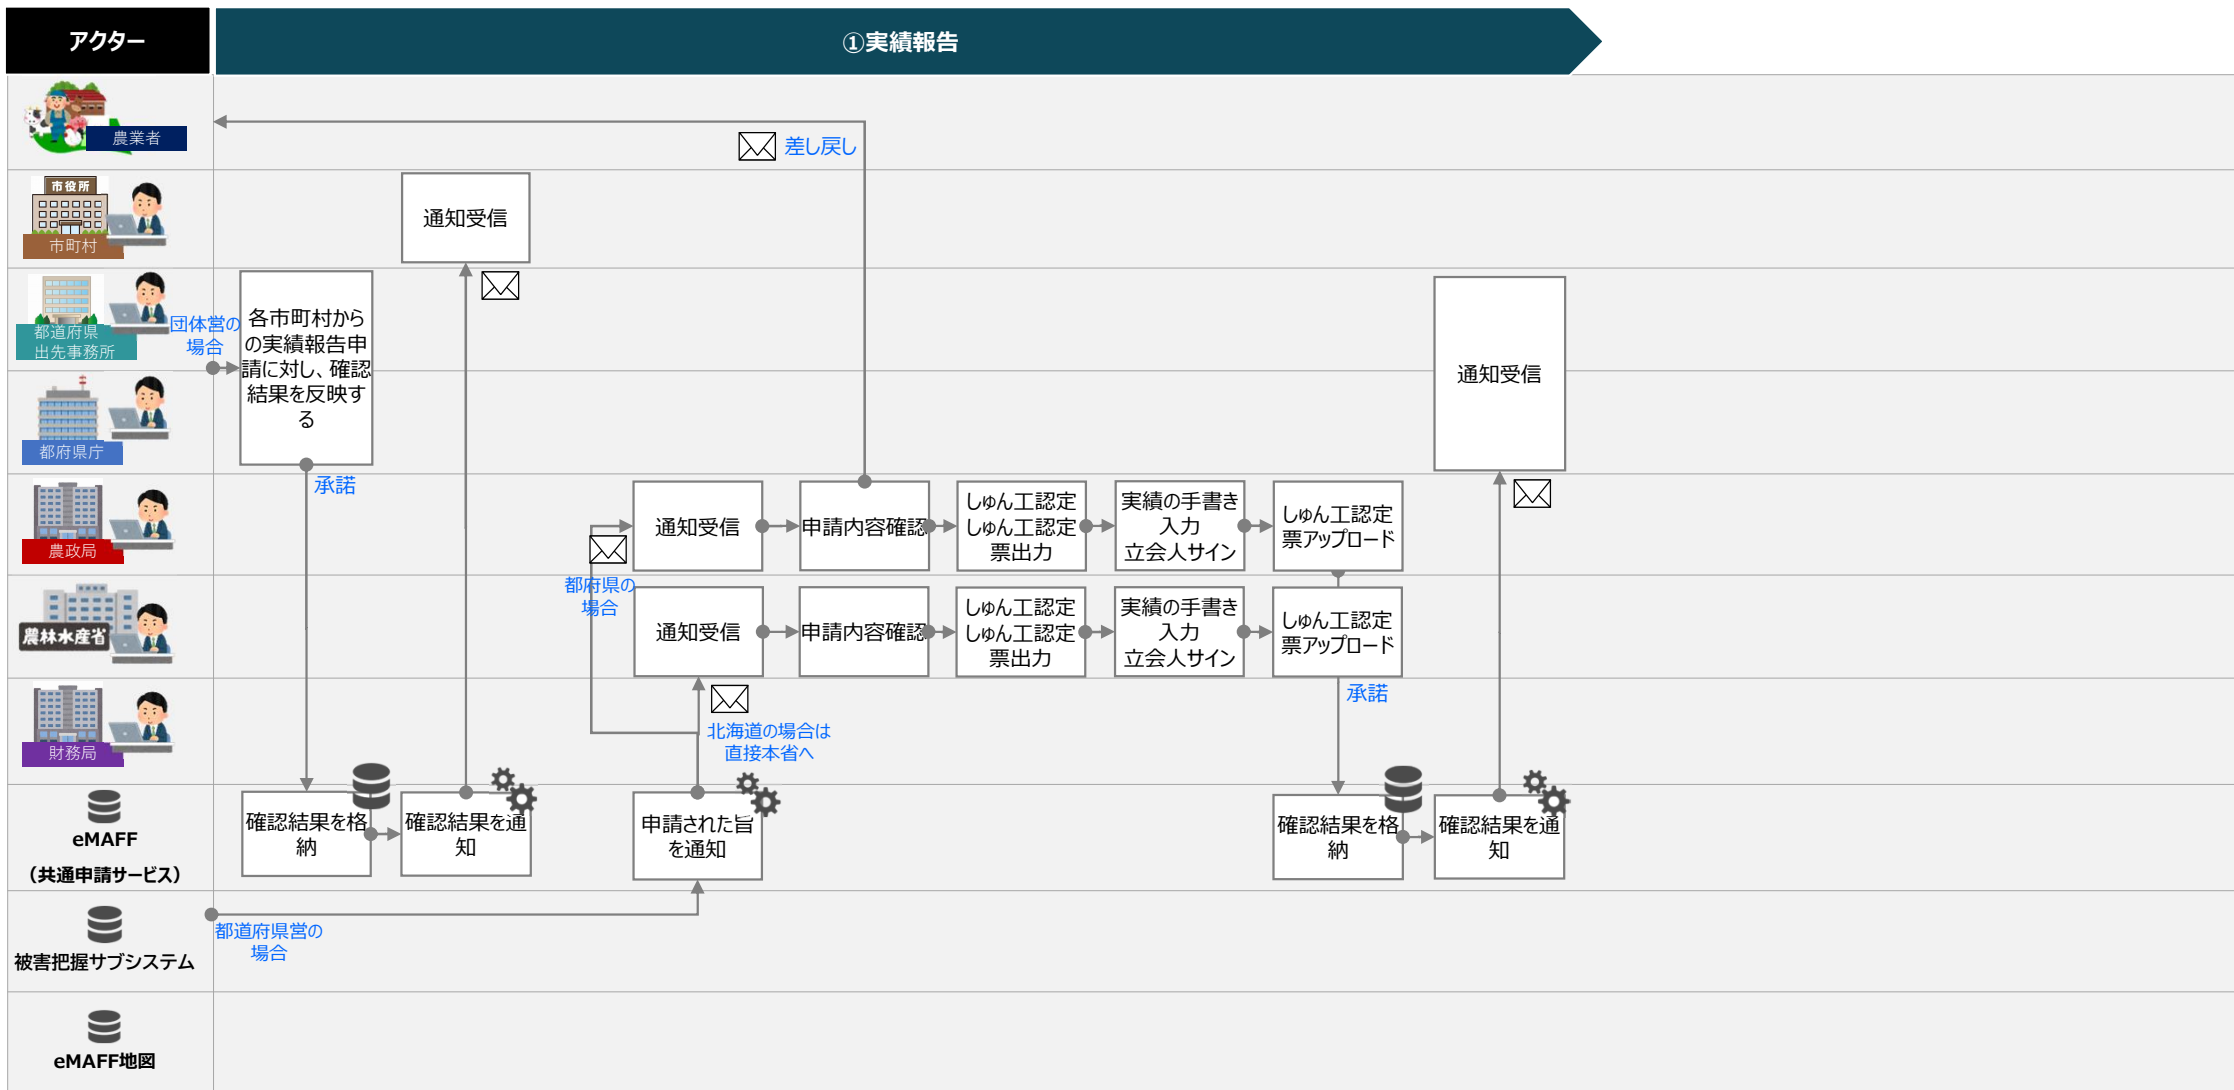 アクター
①実績報告
農業者
差し戻し
市役所
市町村
通知受信
都道府県
出先事務所
団体営の
場合
各市町村から
の実績報告申
請に対し、確認
結果を反映す
る
通知受信
都府県庁
承諾
農政局
通知受信
申請内容確認
しゅん工認定
しゅん工認定
票出力
実績の手書き
入力
立会人サイン
しゅん工認定
票アップロード
都府県の
場合
農林水産省
通知受信
申請内容確認
しゅん工認定
しゅん工認定
票出力
実績の手書き
入力
立会人サイン
しゅん工認定
票アップロード
財務局
北海道の場合は
直接本省へ
承諾
eMAFF
（共通申請サービス）
確認結果を格
納
確認結果を通
知
申請された旨
を通知
確認結果を格
納
確認結果を通
知
被害把握サブシステム
都道府県営の
場合
eMAFF地図